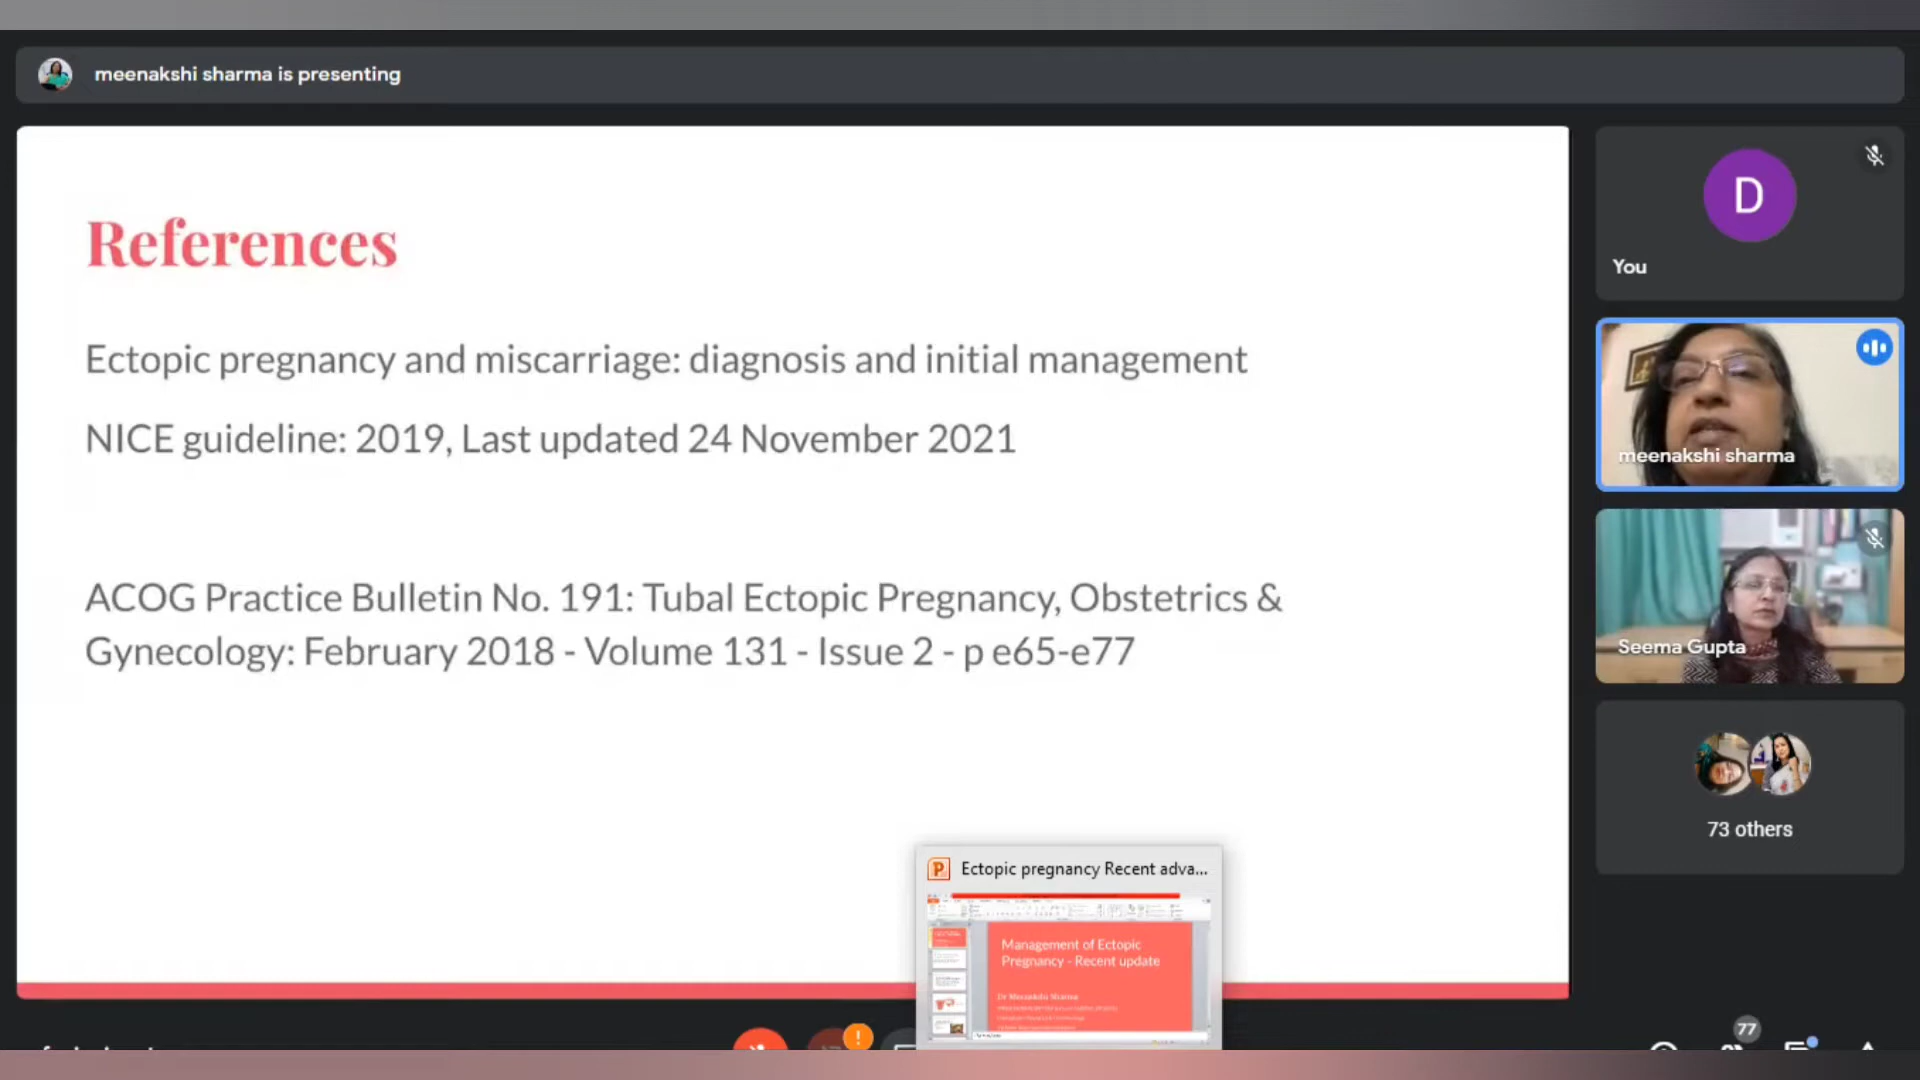 meenakshi sharma is presenting
References
Ectopic pregnancy and miscarriage: diagnosis and initial management
NICE guideline: 2019, Last updated 24 November 2021
ACOG Practice Bulletin No. 191: Tubal Ectopic Pregnancy, Obstetrics &
Gynecology: February 2018 - Volume 131 - Issue 2 - p e65-e77
D
You
meenakshi sharma
Seema Gupta
73 others
Ectopic pregnancy Recent adva...
Management of Ectopic
Pregnancy - Recent update
Dr Meenakshi Sharma
77